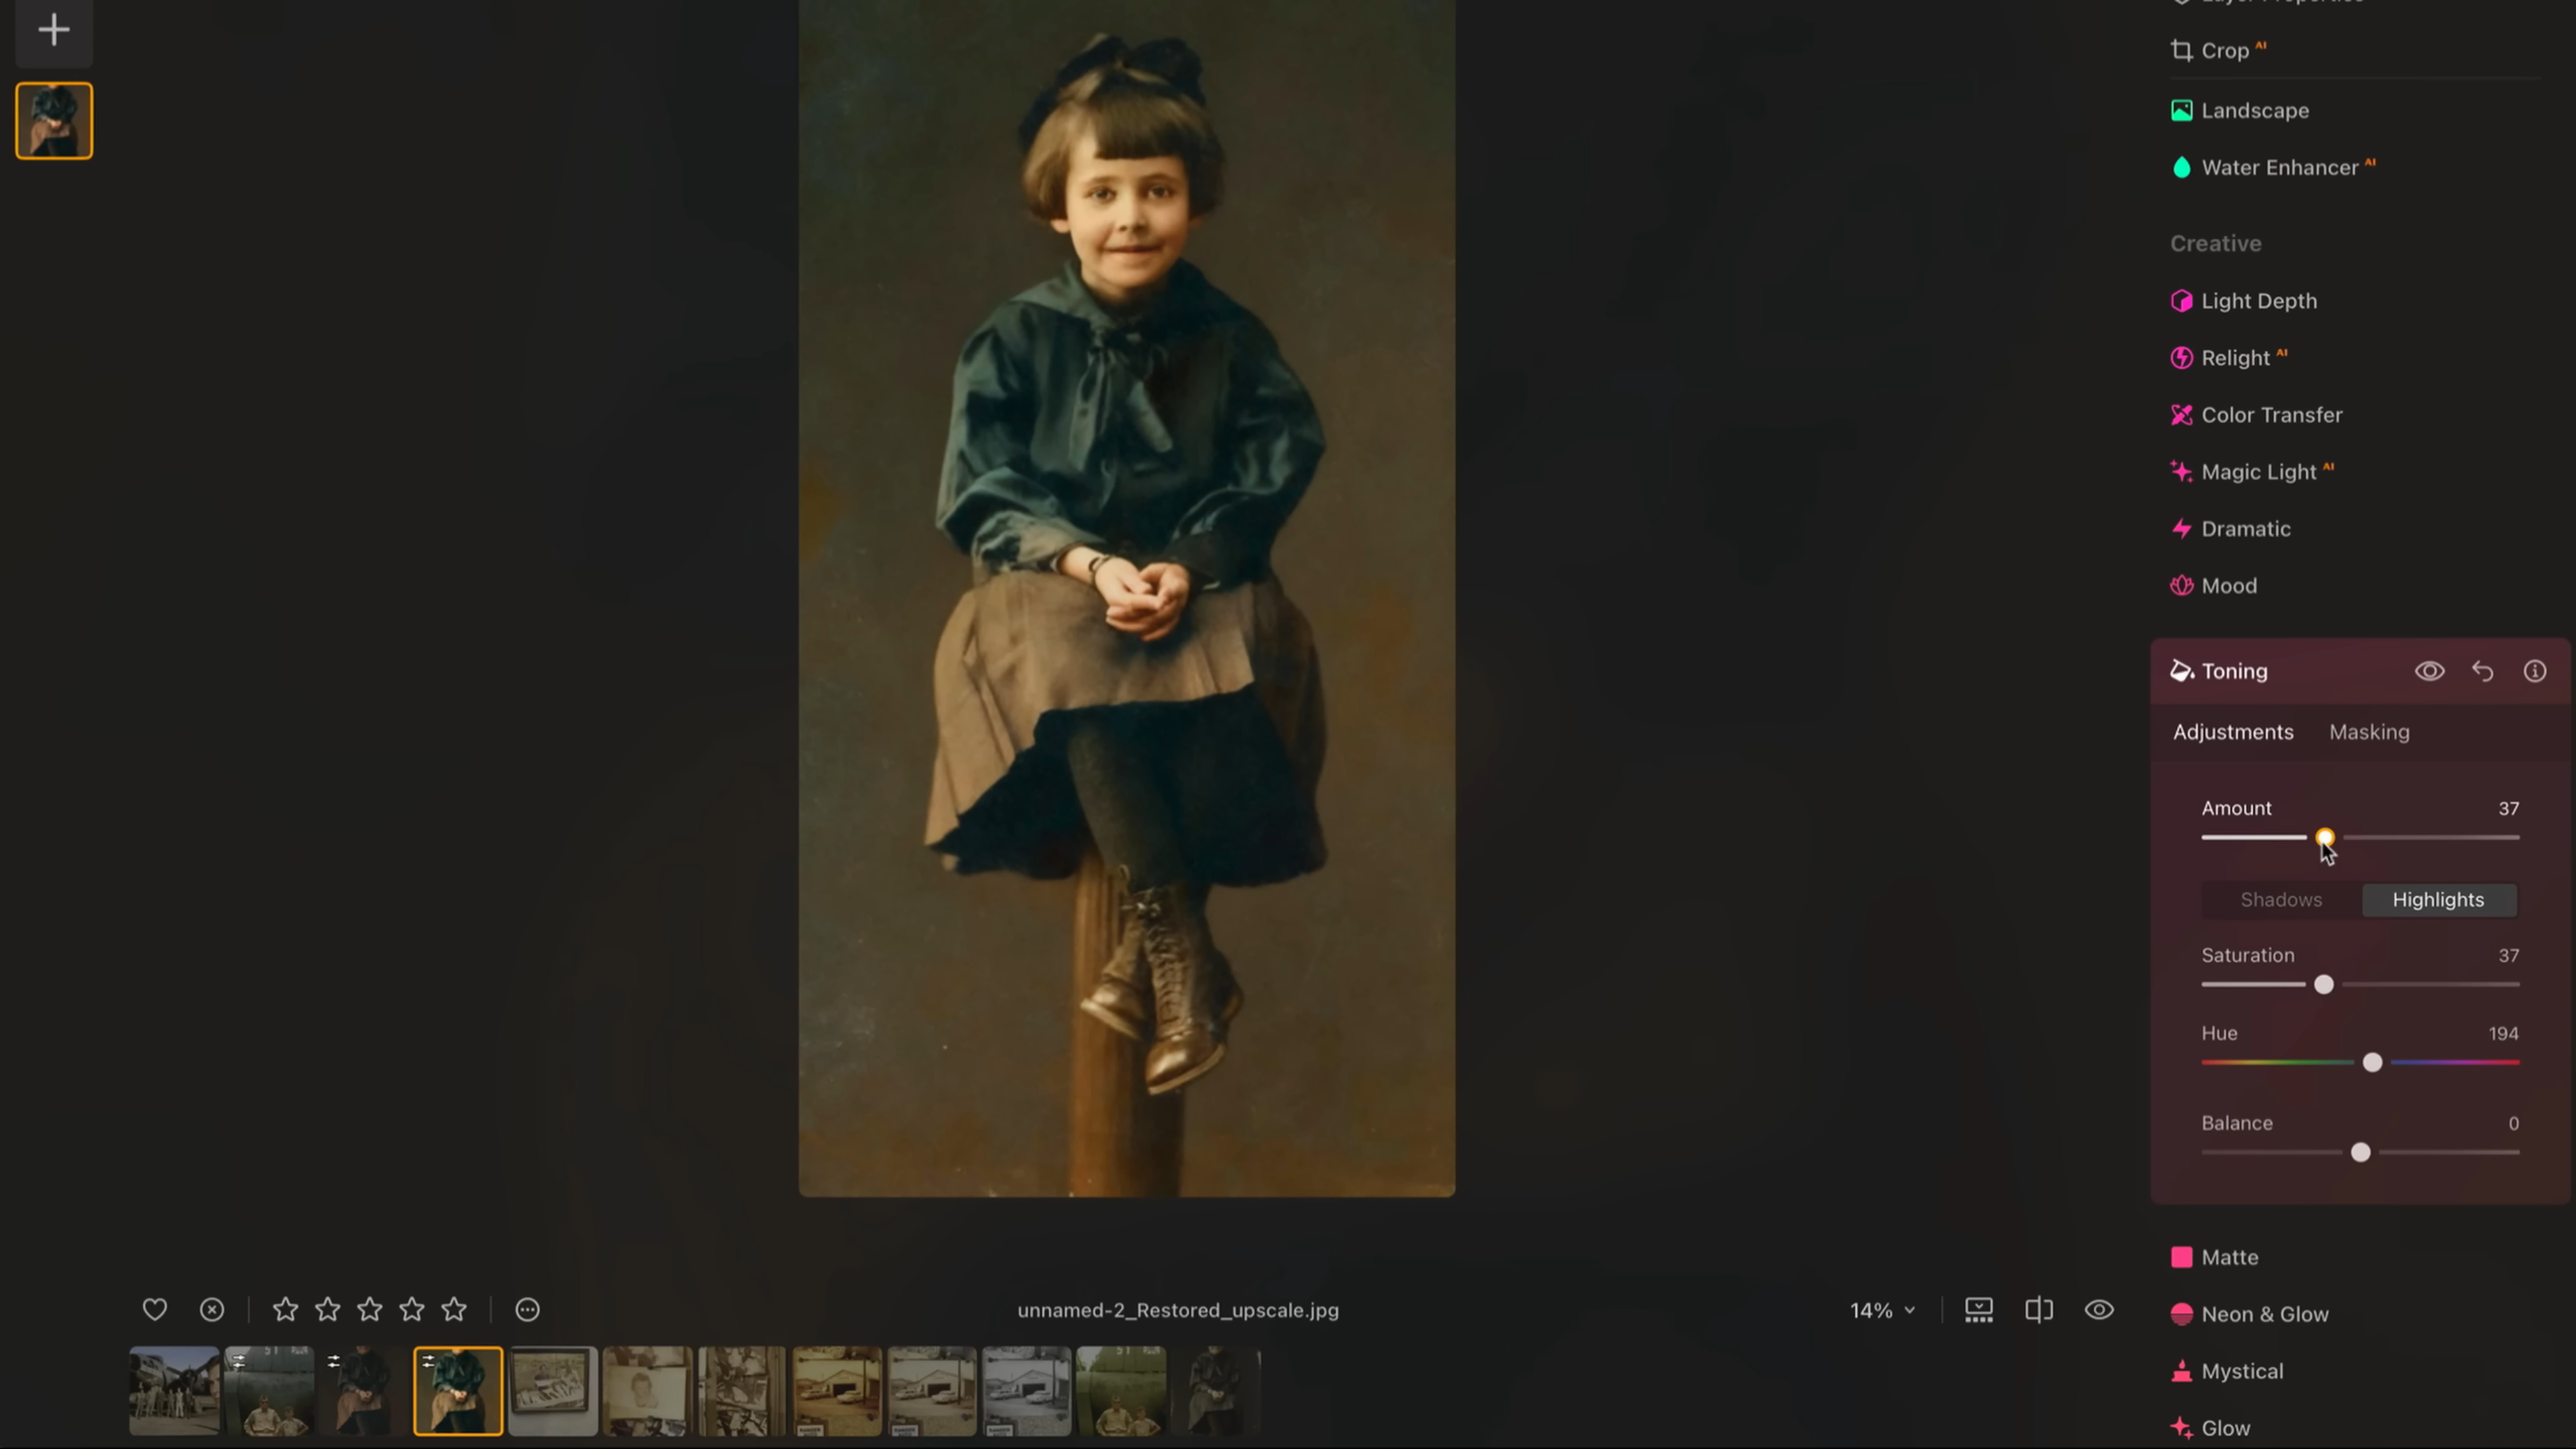 Layer Properties
Crop AI
Landscape
Water Enhancer AI
Creative
Light Depth
Relight AI
Color Transfer
Magic Light AI
Dramatic
Mood
Toning
Adjustments Masking
Amount 37
Shadows Highlights
Saturation 37
Hue 194
Balance 0
Matte
Neon & Glow
Mystical
Glow
unnamed-2_Restored_upscale.jpg
14%